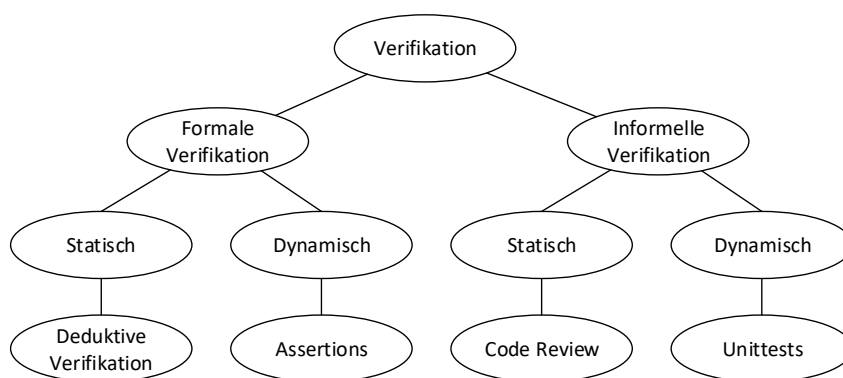 Verifikation
Formale
Verifikation
Informelle
Verifikation
Statisch
Dynamisch
Statisch
Dynamisch
Deduktive
Verifikation
Assertions
Code Review
Unittests